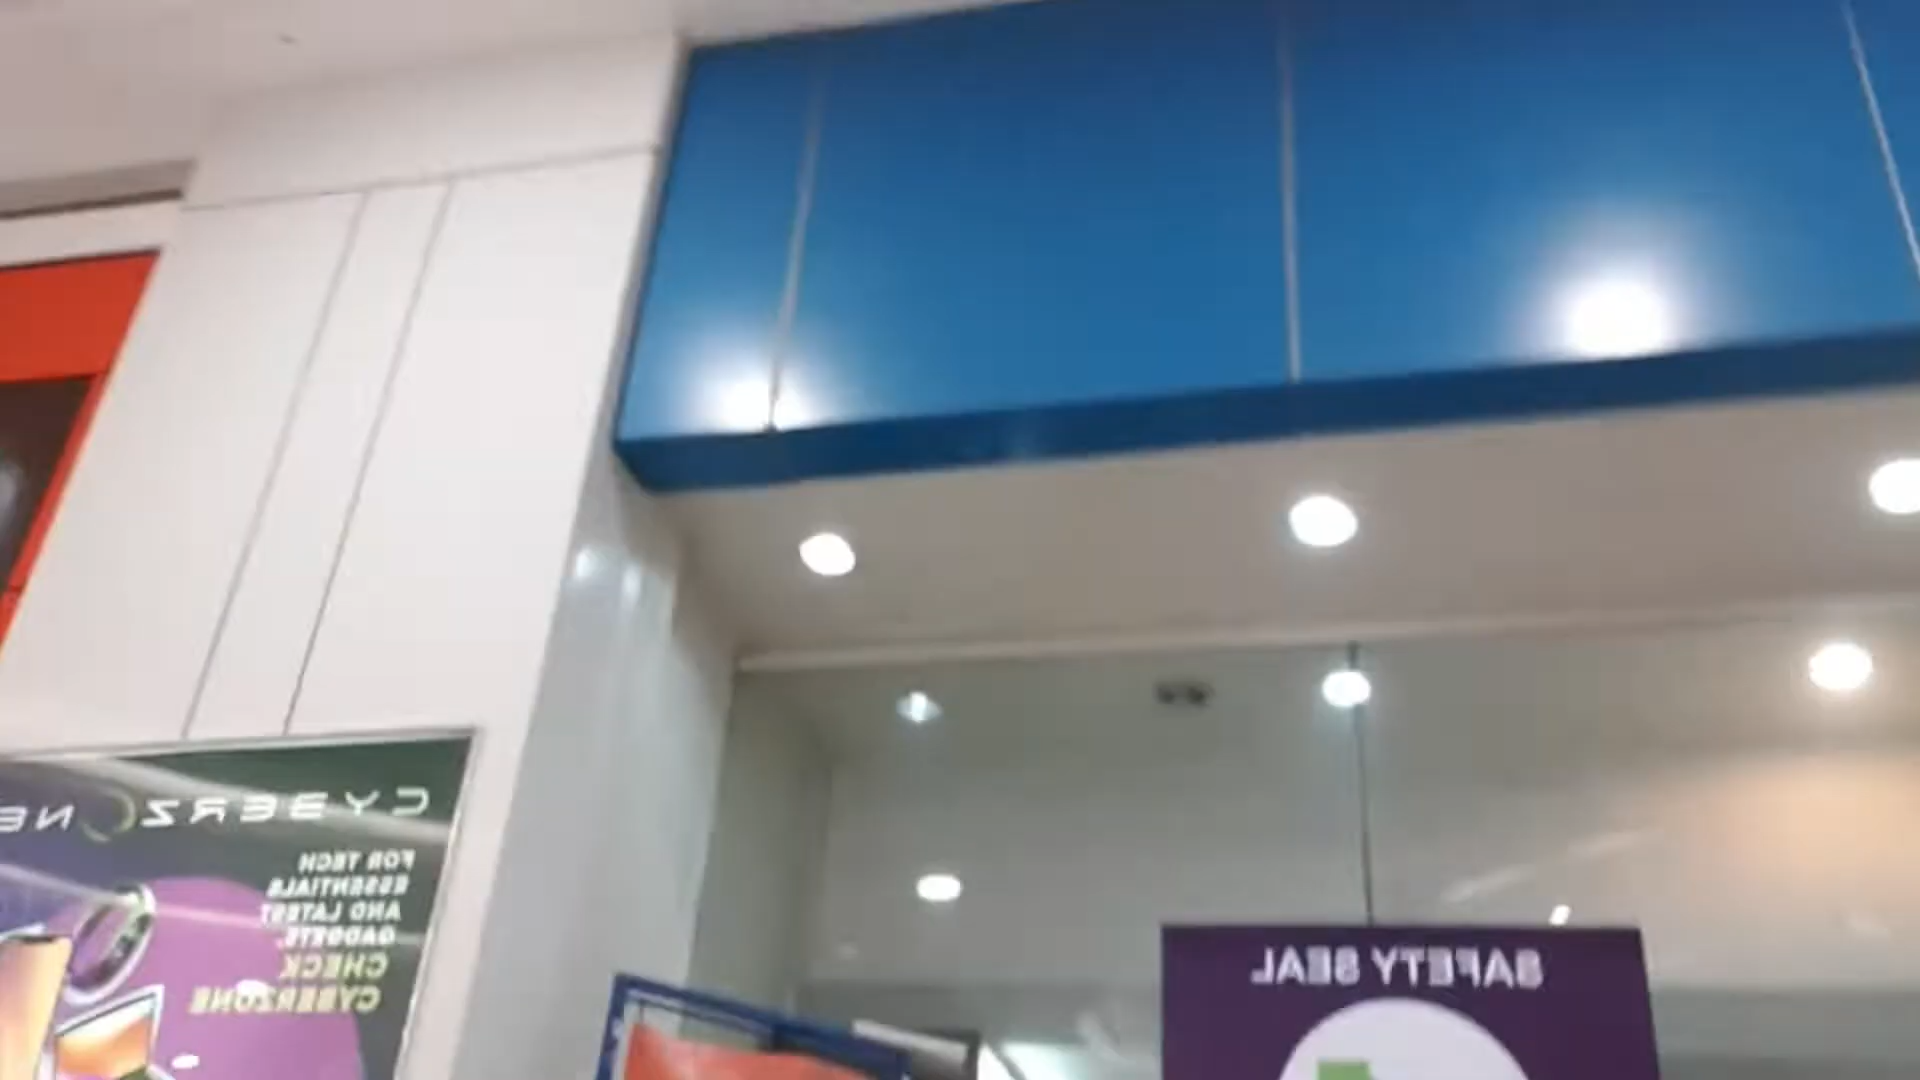 CYBERZONE
FOR TECH
ESSENTIALS
AND LATEST
GADGETS,
CHECK
CYBERZONE
SAFETY SEAL